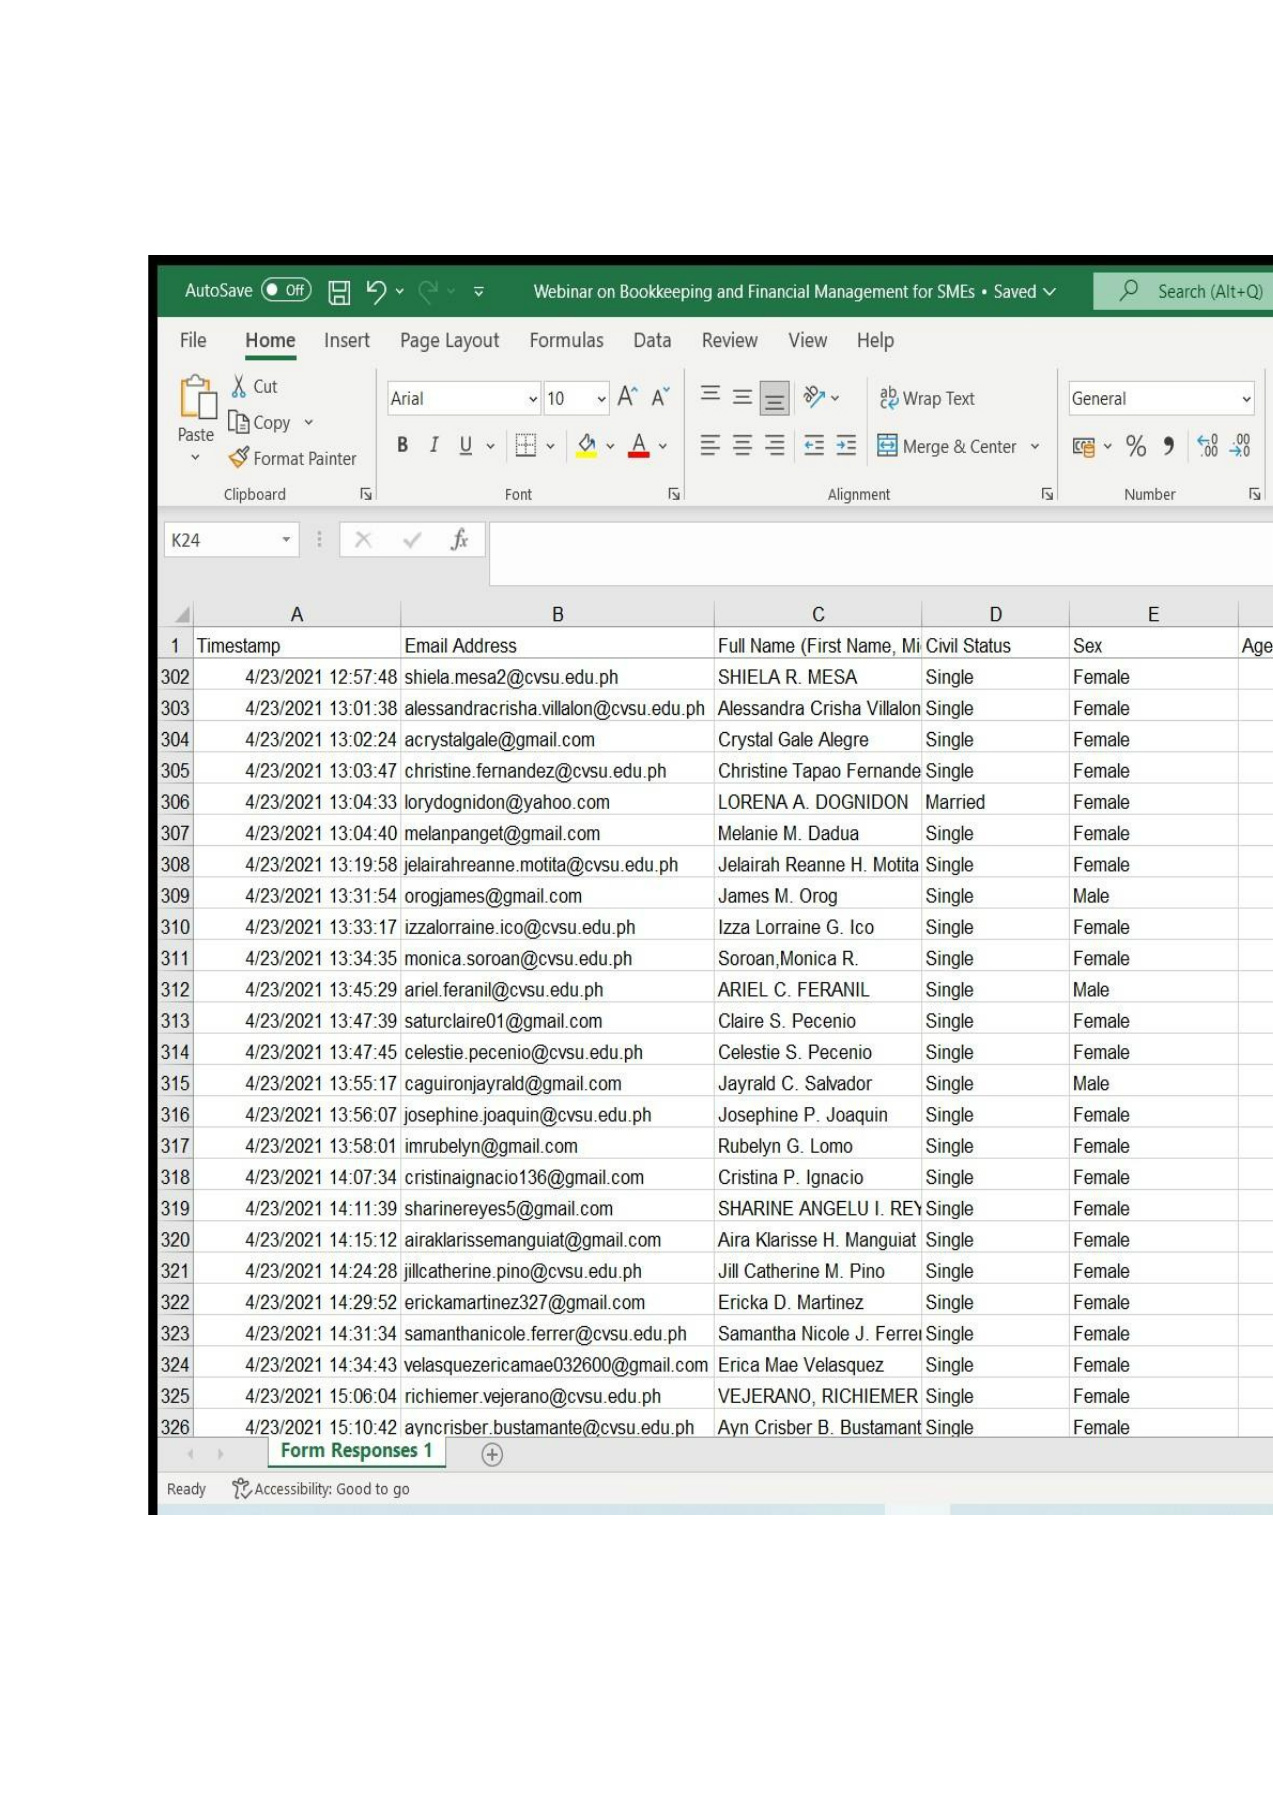 AutoSave Off Webinar on Bookkeeping and Financial Management for SMEs • Saved Search (Alt+Q)
File Home Insert Page Layout Formulas Data Review View Help
Cut
Copy
Format Painter
Paste
Clipboard
Arial 10
B I U A
Font
Wrap Text
Merge & Center
Alignment
General
% 9 .00 .00
Number
K24 fx
A B C D E
1 Timestamp Email Address Full Name (First Name, Mi Civil Status Sex Age
302 4/23/2021 12:57:48 shiela.mesa2@cvsu.edu.ph SHIELA R. MESA Single Female
303 4/23/2021 13:01:38 alessandracrisha.villalon@cvsu.edu.ph Alessandra Crisha Villalon Single Female
304 4/23/2021 13:02:24 acrystalgale@gmail.com Crystal Gale Alegre Single Female
305 4/23/2021 13:03:47 christine.fernandez@cvsu.edu.ph Christine Tapao Fernande Single Female
306 4/23/2021 13:04:33 lorydognidon@yahoo.com LORENA A. DOGNIDON Married Female
307 4/23/2021 13:04:40 melanpanget@gmail.com Melanie M. Dadua Single Female
308 4/23/2021 13:19:58 jelairahreanne.motita@cvsu.edu.ph Jelairah Reanne H. Motita Single Female
309 4/23/2021 13:31:54 orogjames@gmail.com James M. Orog Single Male
310 4/23/2021 13:33:17 izzalorraine.ico@cvsu.edu.ph Izza Lorraine G. Ico Single Female
311 4/23/2021 13:34:35 monica.soroan@cvsu.edu.ph Soroan,Monica R. Single Female
312 4/23/2021 13:45:29 ariel.feranil@cvsu.edu.ph ARIEL C. FERANIL Single Male
313 4/23/2021 13:47:39 saturclaire01@gmail.com Claire S. Pecenio Single Female
314 4/23/2021 13:47:45 celestie.pecenio@cvsu.edu.ph Celestie S. Pecenio Single Female
315 4/23/2021 13:55:17 caguironjayrald@gmail.com Jayrald C. Salvador Single Male
316 4/23/2021 13:56:07 josephine.joaquin@cvsu.edu.ph Josephine P. Joaquin Single Female
317 4/23/2021 13:58:01 imrubelyn@gmail.com Rubelyn G. Lomo Single Female
318 4/23/2021 14:07:34 cristinaignacio136@gmail.com Cristina P. Ignacio Single Female
319 4/23/2021 14:11:39 sharinereyes5@gmail.com SHARINE ANGELU I. REY Single Female
320 4/23/2021 14:15:12 airaklarissemanguiat@gmail.com Aira Klarisse H. Manguiat Single Female
321 4/23/2021 14:24:28 jillcatherine.pino@cvsu.edu.ph Jill Catherine M. Pino Single Female
322 4/23/2021 14:29:52 erickamartinez327@gmail.com Ericka D. Martinez Single Female
323 4/23/2021 14:31:34 samanthanicole.ferrer@cvsu.edu.ph Samantha Nicole J. Ferrer Single Female
324 4/23/2021 14:34:43 velasquezericamae032600@gmail.com Erica Mae Velasquez Single Female
325 4/23/2021 15:06:04 richiemer.vejerano@cvsu.edu.ph VEJERANO, RICHIEMER Single Female
326 4/23/2021 15:10:42 ayncrisber.bustamante@cvsu.edu.ph Ayn Crisber B. Bustamant Single Female
Form Responses 1
Ready Accessibility: Good to go